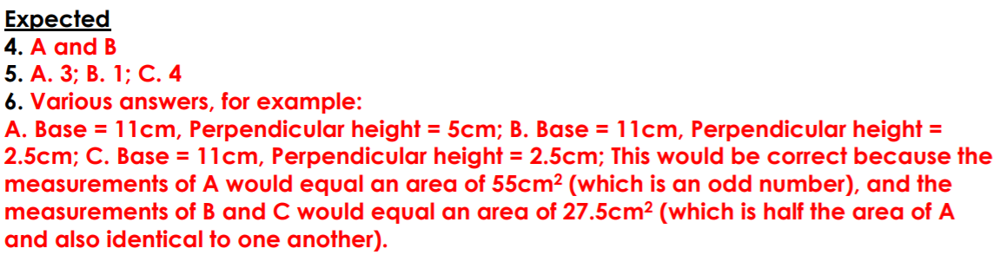 Expected
4. A and B
5. A. 3; B. 1; C. 4
6. Various answers, for example:
A. Base = 11cm, Perpendicular height = 5cm; B. Base = 11cm, Perpendicular height =
2.5cm; C. Base = 11cm, Perpendicular height = 2.5cm; This would be correct because the
measurements of A would equal an area of 55cm² (which is an odd number), and the
measurements of B and C would equal an area of 27.5cm² (which is half the area of A
and also identical to one another).